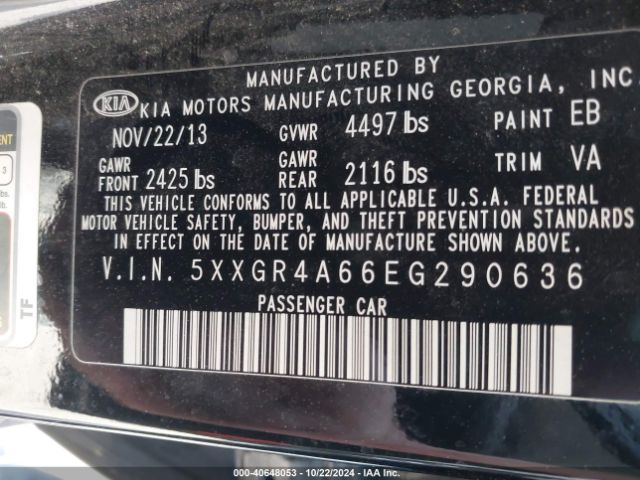 MANUFACTURED BY
KIA KIA MOTORS MANUFACTURING GEORGIA, INC
NOV/22/13 GVWR 4497 lbs PAINT EB
GAWR FRONT 2425 lbs GAWR REAR 2116 lbs TRIM VA
THIS VEHICLE CONFORMS TO ALL APPLICABLE U.S.A. FEDERAL
MOTOR VEHICLE SAFETY, BUMPER, AND THEFT PREVENTION STANDARDS
IN EFFECT ON THE DATE OF MANUFACTURE SHOWN ABOVE.
V.I.N. 5XXGR4A66EG290636
PASSENGER CAR
3
TF
000-40648053 - 10/22/2024 - IAA Inc.